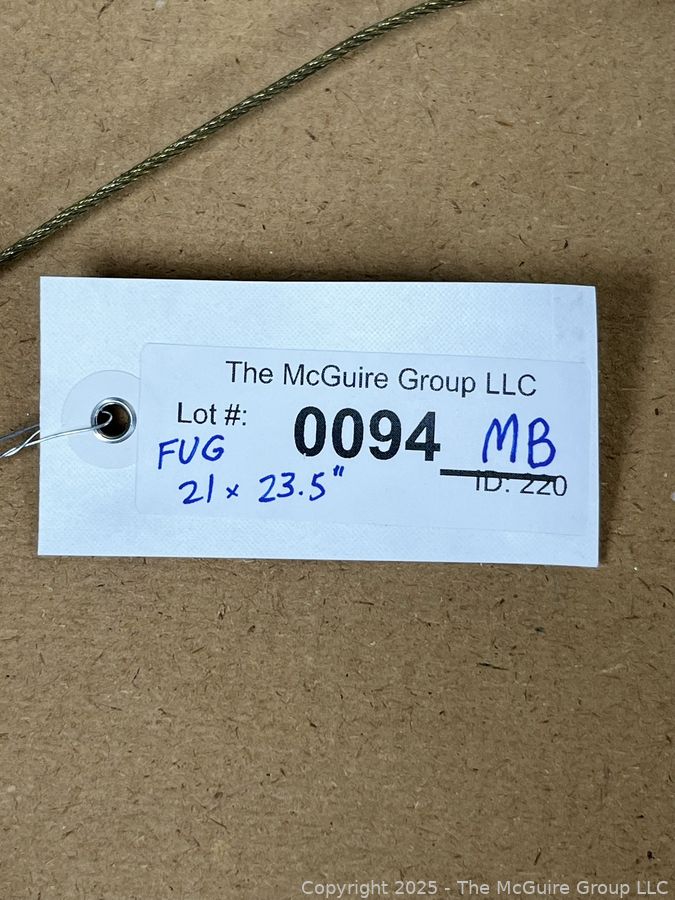 The McGuire Group LLC
Lot #: 0094 MB
FUG
ID: 220
21 x 23.5"
Copyright 2025 - The McGuire Group LLC